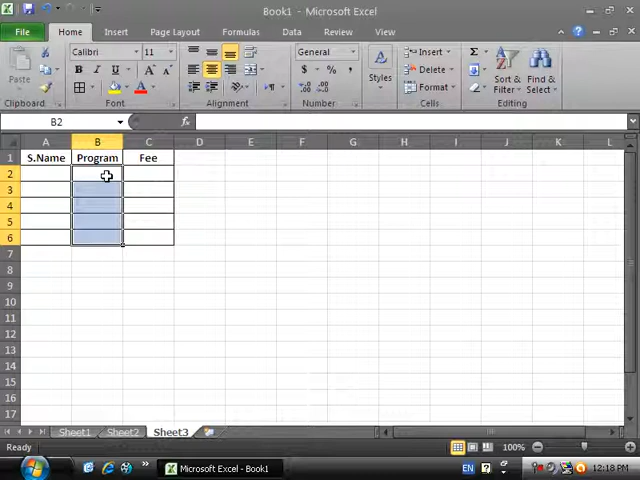 Book1 - Microsoft Excel
File Home Insert Page Layout Formulas Data Review View
Calibri 11 General Insert
Paste B I U A A $ % , Styles Delete Sort & Filter Find & Select
Format
Clipboard Font Alignment Number Cells Editing
B2 fx
A B C D E F G H I J K L
1 S.Name Program Fee
2
3
4
5
6
7
8
9
10
11
12
13
14
15
16
17
Sheet1 Sheet2 Sheet3
Ready 100%
Microsoft Excel - Book1 EN 12:18 PM